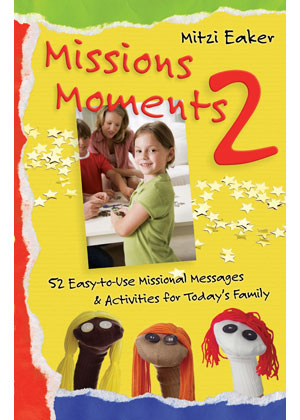 Mitzi Eaker
Missions
Moments 2
52 Easy-to-Use Missional Messages
& Activities for Today's Family